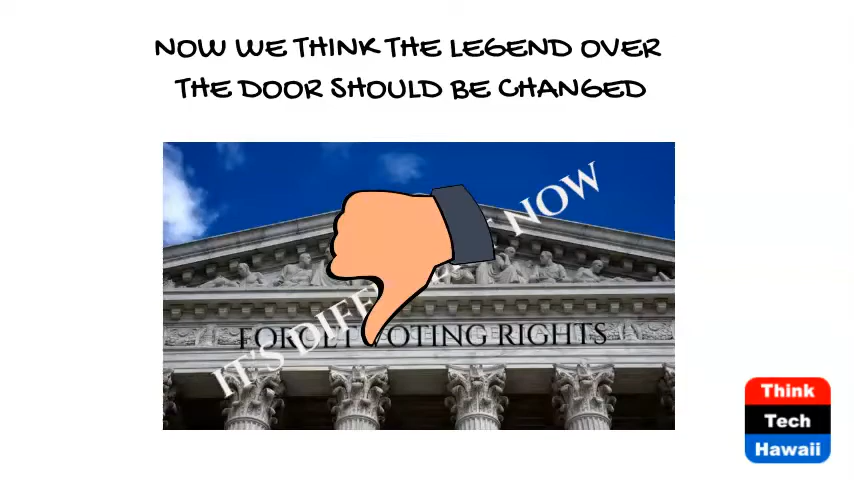 NOW WE THINK THE LEGEND OVER
THE DOOR SHOULD BE CHANGED
NOW
IT'S
VOTING RIGHTS
Think
Tech
Hawaii